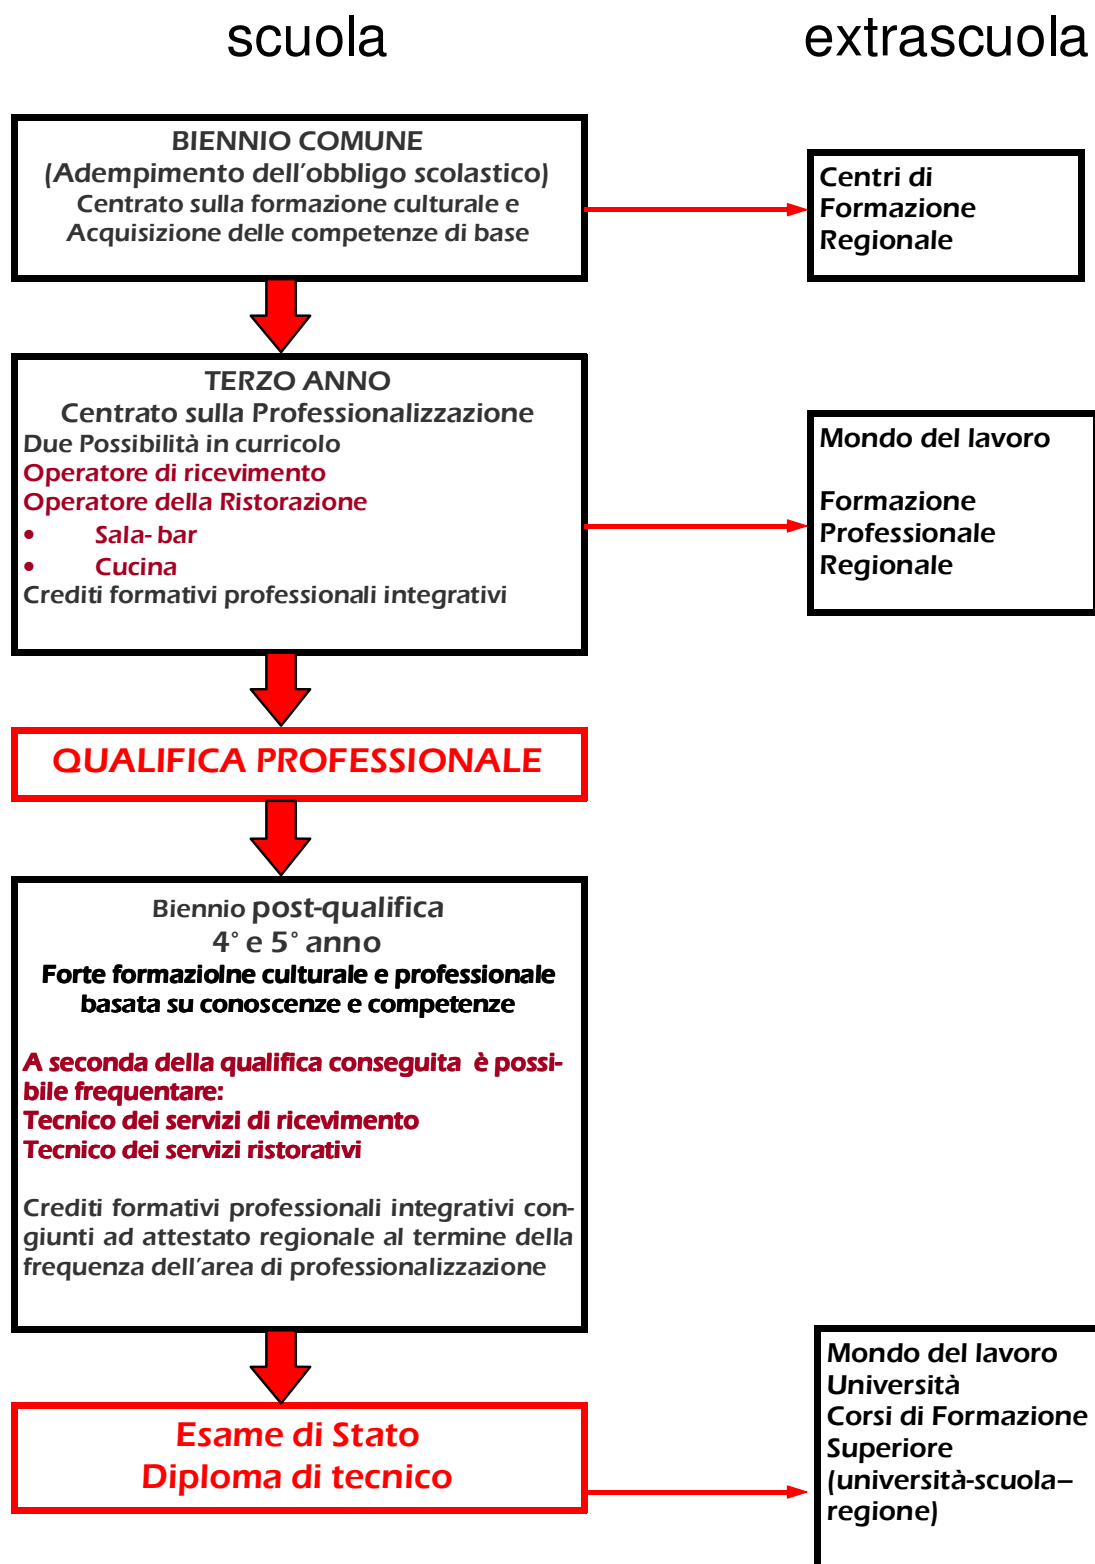 scuola
extrascuola
BIENNIO COMUNE
(Adempimento dell'obbligo scolastico)
Centrato sulla formazione culturale e
Acquisizione delle competenze di base
Centri di
Formazione
Regionale
TERZO ANNO
Centrato sulla Professionalizzazione
Due Possibilità in curricolo
Operatore di ricevimento
Operatore della Ristorazione
• Sala- bar
• Cucina
Crediti formativi professionali integrativi
Mondo del lavoro
Formazione
Professionale
Regionale
QUALIFICA PROFESSIONALE
Biennio post-qualifica
4° e 5° anno
Forte formaziolne culturale e professionale
basata su conoscenze e competenze
A seconda della qualifica conseguita è possi-
bile frequentare:
Tecnico dei servizi di ricevimento
Tecnico dei servizi ristorativi
Crediti formativi professionali integrativi con-
giunti ad attestato regionale al termine della
frequenza dell'area di professionalizzazione
Esame di Stato
Diploma di tecnico
Mondo del lavoro
Università
Corsi di Formazione
Superiore
(università-scuola–
regione)